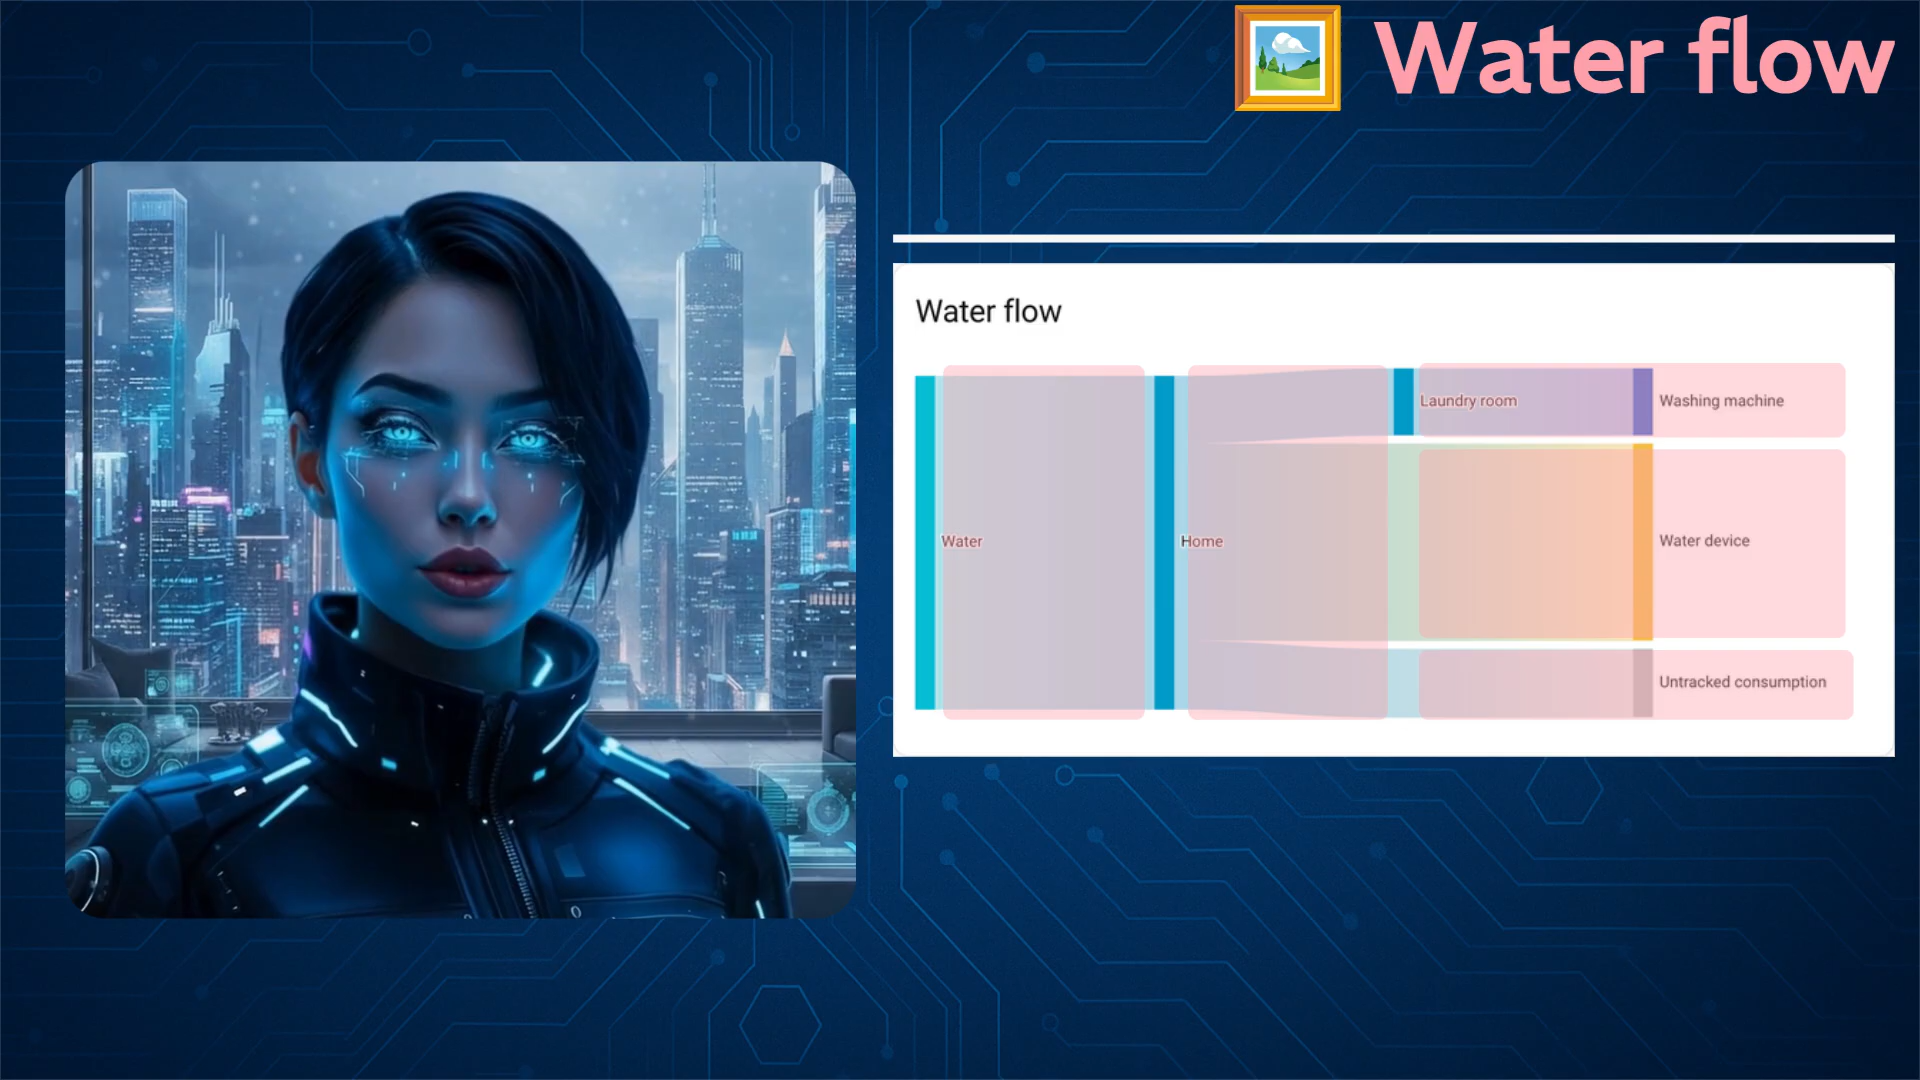 Water flow
Water flow
Laundry room
Washing machine
Water
Home
Water device
Untracked consumption